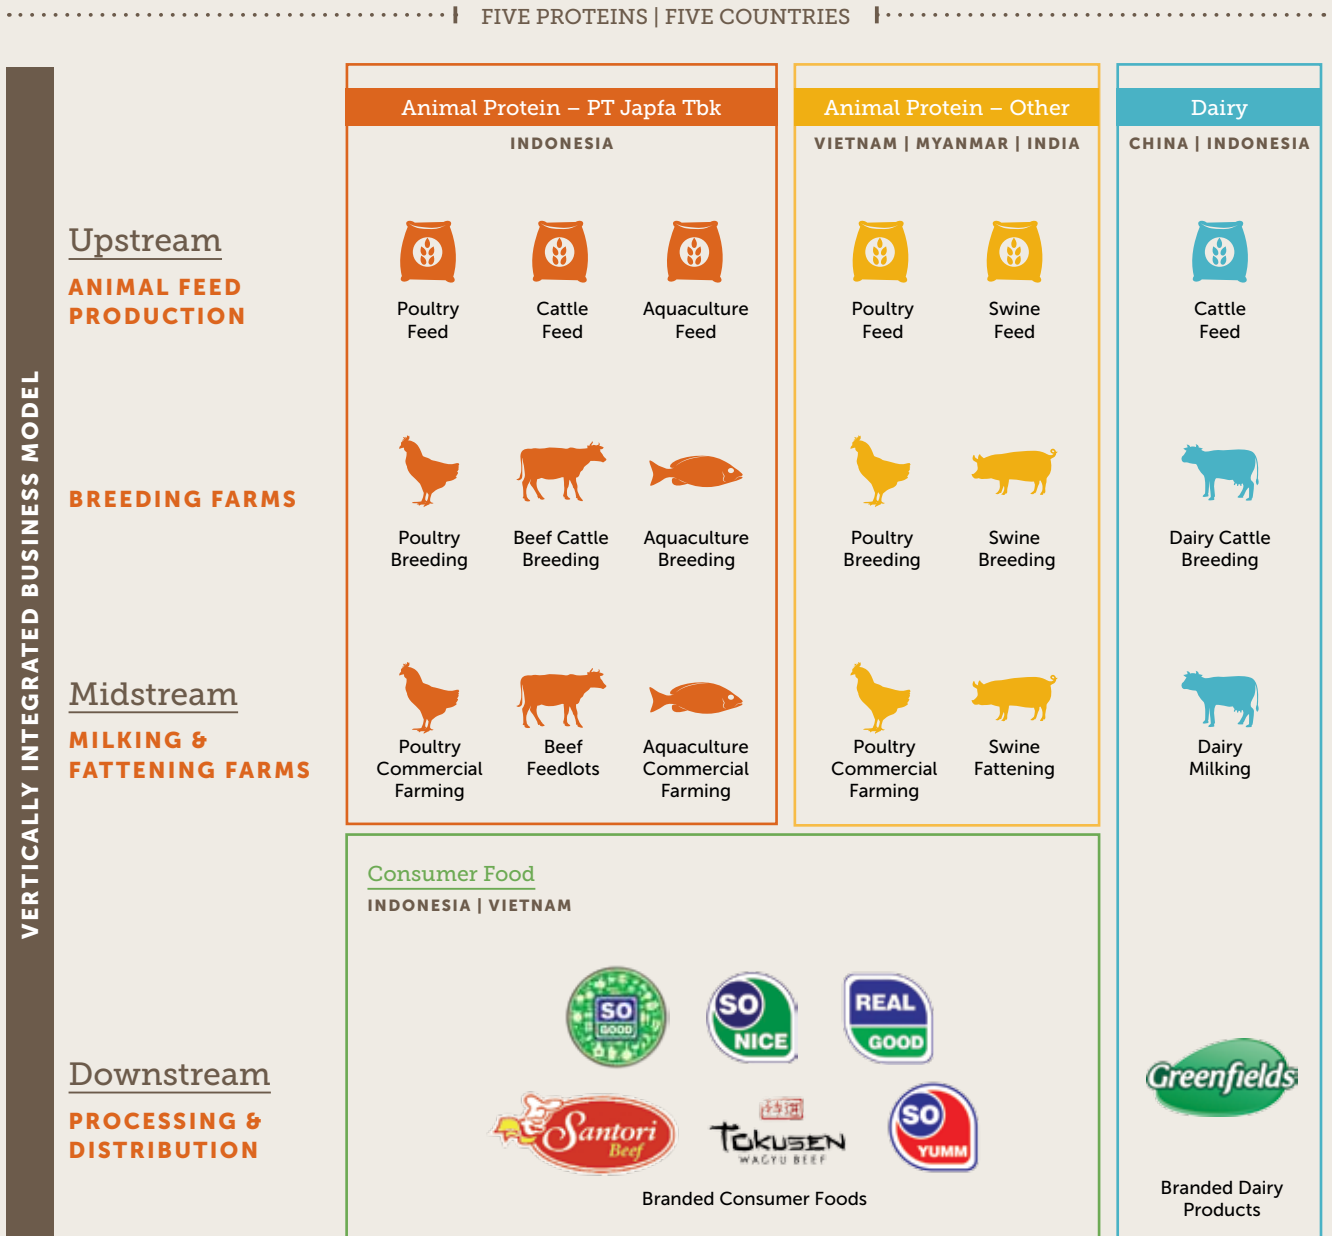 FIVE PROTEINS | FIVE COUNTRIES
VERTICALLY INTEGRATED BUSINESS MODEL
Animal Protein – PT Japfa Tbk
INDONESIA
Animal Protein – Other
VIETNAM | MYANMAR | INDIA
Dairy
CHINA | INDONESIA
Upstream
ANIMAL FEED
PRODUCTION
Poultry
Feed
Cattle
Feed
Aquaculture
Feed
Poultry
Feed
Swine
Feed
Cattle
Feed
BREEDING FARMS
Poultry
Breeding
Beef Cattle
Breeding
Aquaculture
Breeding
Poultry
Breeding
Swine
Breeding
Dairy Cattle
Breeding
Midstream
MILKING &
FATTENING FARMS
Poultry
Commercial
Farming
Beef
Feedlots
Aquaculture
Commercial
Farming
Poultry
Commercial
Farming
Swine
Fattening
Dairy
Milking
Consumer Food
INDONESIA | VIETNAM
Downstream
PROCESSING &
DISTRIBUTION
SO
GOOD
SO
NICE
REAL
GOOD
Santori
Beef
TOKUSEN
WAGYU BEEF
SO
YUMM
Branded Consumer Foods
Greenfields
Branded Dairy
Products